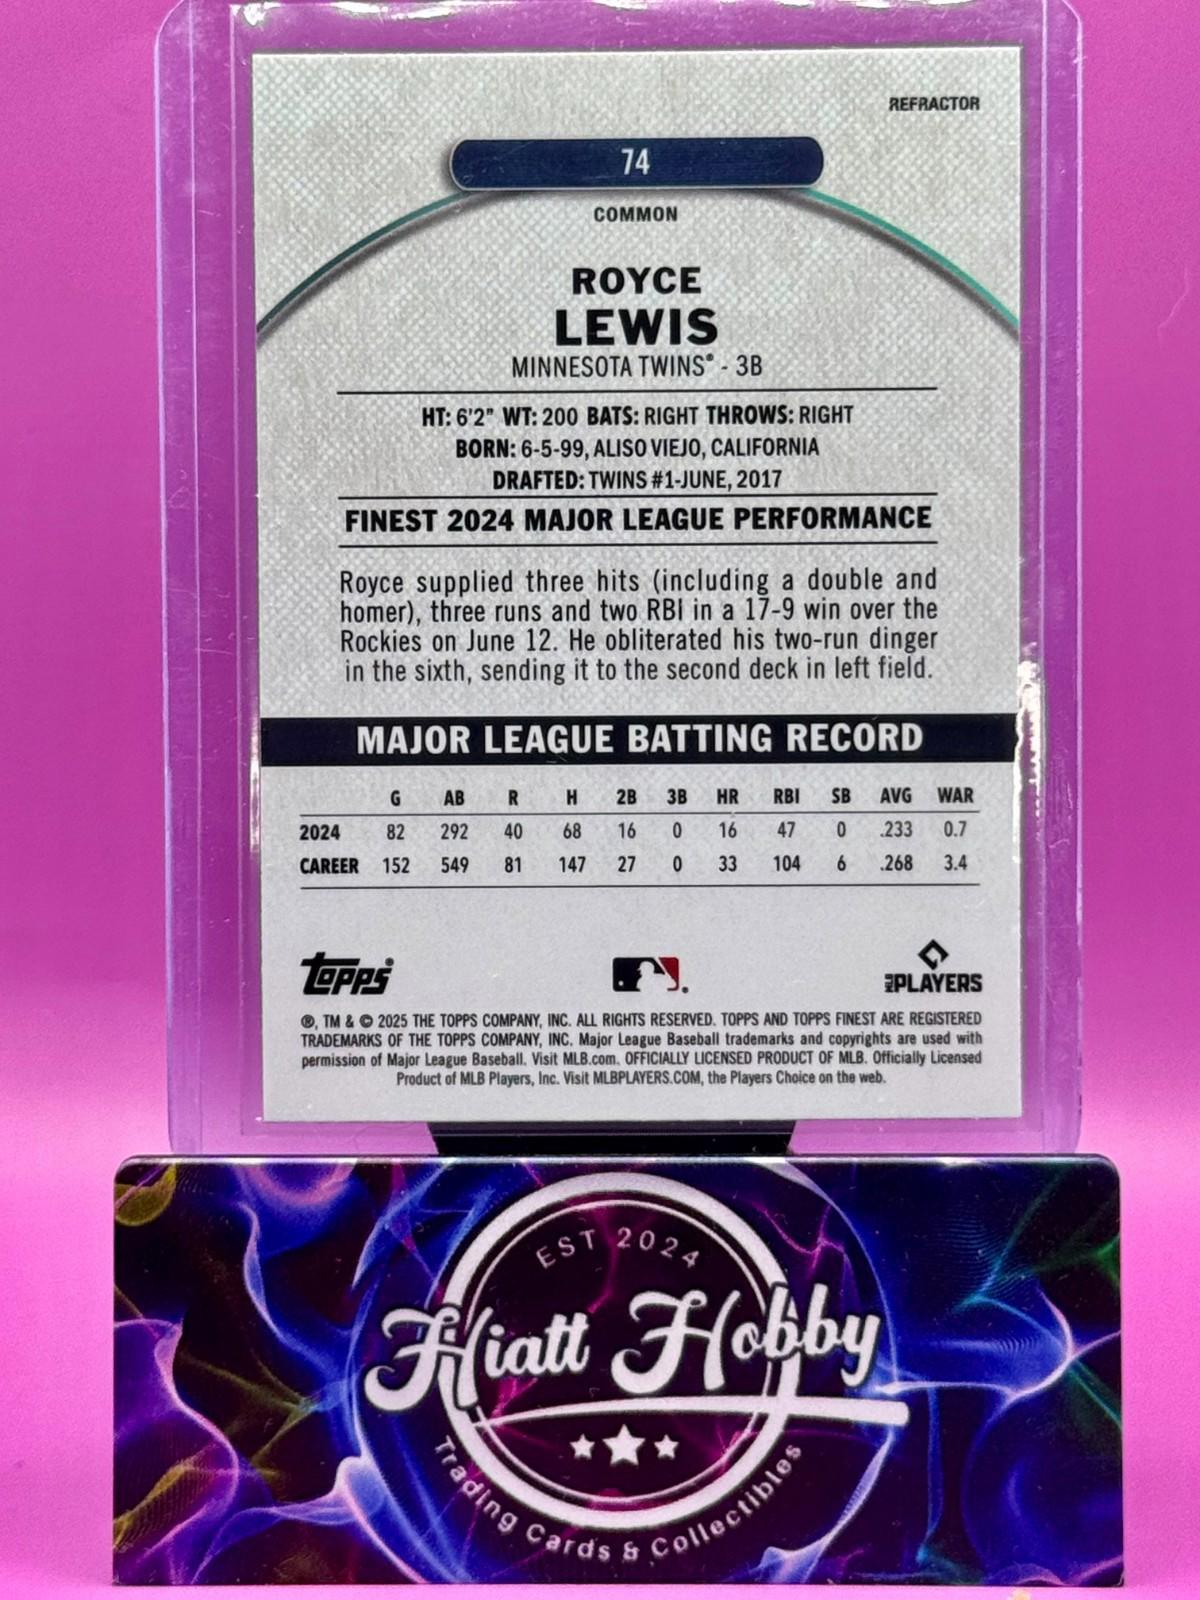 REFRACTOR
74
COMMON
ROYCE
LEWIS
MINNESOTA TWINS® - 3B
HT: 6'2" WT: 200 BATS: RIGHT THROWS: RIGHT
BORN: 6-5-99, ALISO VIEJO, CALIFORNIA
DRAFTED: TWINS #1-JUNE, 2017
FINEST 2024 MAJOR LEAGUE PERFORMANCE
Royce supplied three hits (including a double and
homer), three runs and two RBI in a 17-9 win over the
Rockies on June 12. He obliterated his two-run dinger
in the sixth, sending it to the second deck in left field.
MAJOR LEAGUE BATTING RECORD
G AB R H 2B 3B HR RBI SB AVG WAR
2024 82 292 40 68 16 0 16 47 0 .233 0.7
CAREER 152 549 81 147 27 0 33 104 6 .268 3.4
Topps® ® MLB PLAYERS
®, TM & © 2025 THE TOPPS COMPANY, INC. ALL RIGHTS RESERVED. TOPPS AND TOPPS FINEST ARE REGISTERED
TRADEMARKS OF THE TOPPS COMPANY, INC. Major League Baseball trademarks and copyrights are used with
permission of Major League Baseball. Visit MLB.com. OFFICIALLY LICENSED PRODUCT OF MLB. Officially Licensed
Product of MLB Players, Inc. Visit MLBPLAYERS.COM, the Players Choice on the web.
EST 2024
Hiatt Hobby
Trading Cards & Collectibles